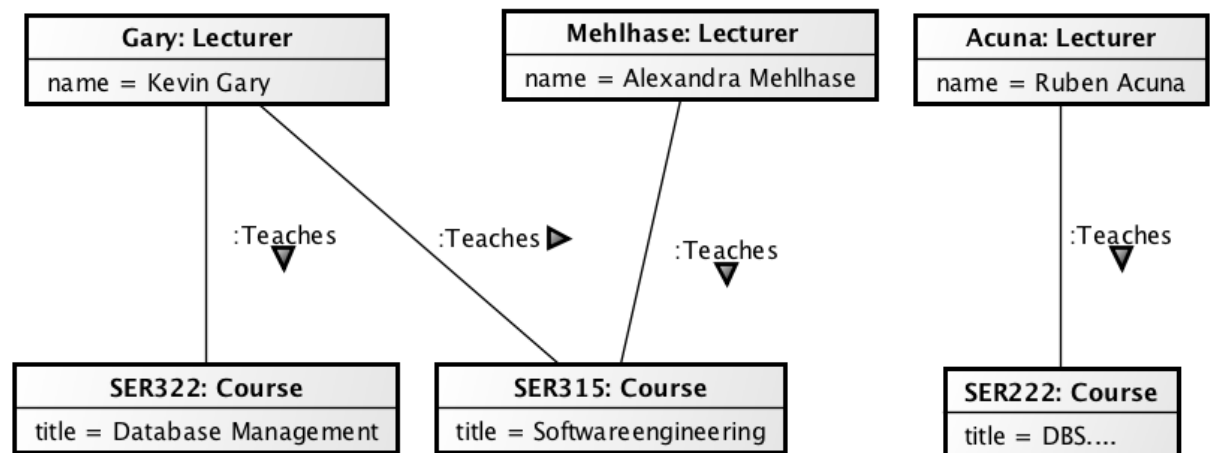 Gary: Lecturer
name = Kevin Gary
Mehlhase: Lecturer
name = Alexandra Mehlhase
Acuna: Lecturer
name = Ruben Acuna
:Teaches
:Teaches
:Teaches
:Teaches
SER322: Course
title = Database Management
SER315: Course
title = Softwareengineering
SER222: Course
title = DBS....